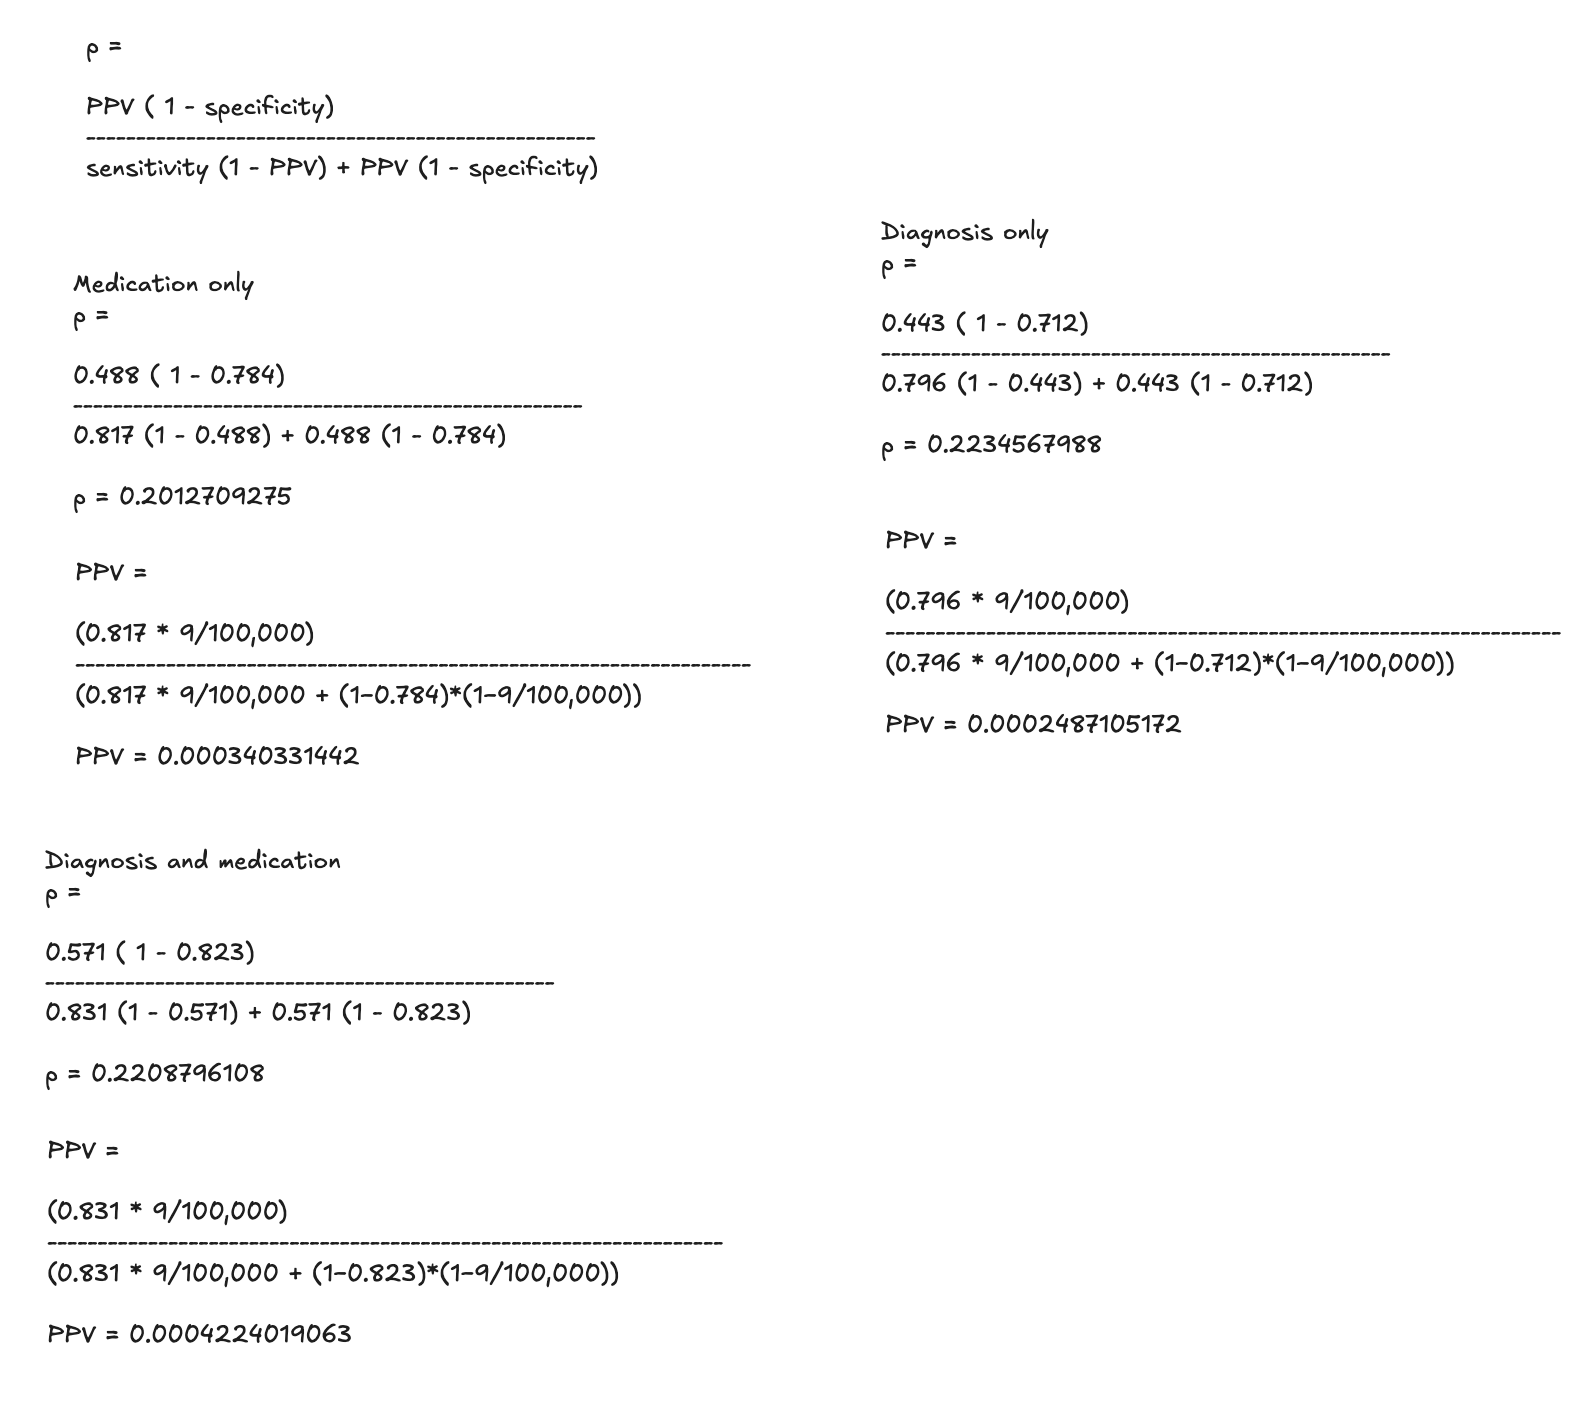 ρ =
PPV ( 1 - specificity)
---------------------------------------------------
sensitivity (1 - PPV) + PPV (1 - specificity)
Medication only
ρ =
0.488 ( 1 - 0.784)
---------------------------------------------------
0.817 (1 - 0.488) + 0.488 (1 - 0.784)
ρ = 0.2012709275
PPV =
(0.817 * 9/100,000)
--------------------------------------------------------------------
(0.817 * 9/100,000 + (1−0.784)*(1−9/100,000))
PPV = 0.000340331442
Diagnosis only
ρ =
0.443 ( 1 - 0.712)
---------------------------------------------------
0.796 (1 - 0.443) + 0.443 (1 - 0.712)
ρ = 0.2234567988
PPV =
(0.796 * 9/100,000)
--------------------------------------------------------------------
(0.796 * 9/100,000 + (1−0.712)*(1−9/100,000))
PPV = 0.0002487105172
Diagnosis and medication
ρ =
0.571 ( 1 - 0.823)
---------------------------------------------------
0.831 (1 - 0.571) + 0.571 (1 - 0.823)
ρ = 0.2208796108
PPV =
(0.831 * 9/100,000)
--------------------------------------------------------------------
(0.831 * 9/100,000 + (1−0.823)*(1−9/100,000))
PPV = 0.0004224019063